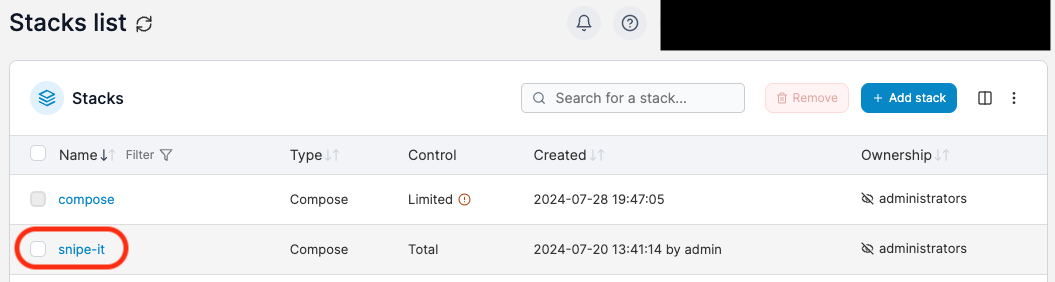 Stacks list
Stacks
Search for a stack...
Remove
+ Add stack
Name Filter Type Control Created Ownership
compose Compose Limited 2024-07-28 19:47:05 administrators
snipe-it Compose Total 2024-07-20 13:41:14 by admin administrators